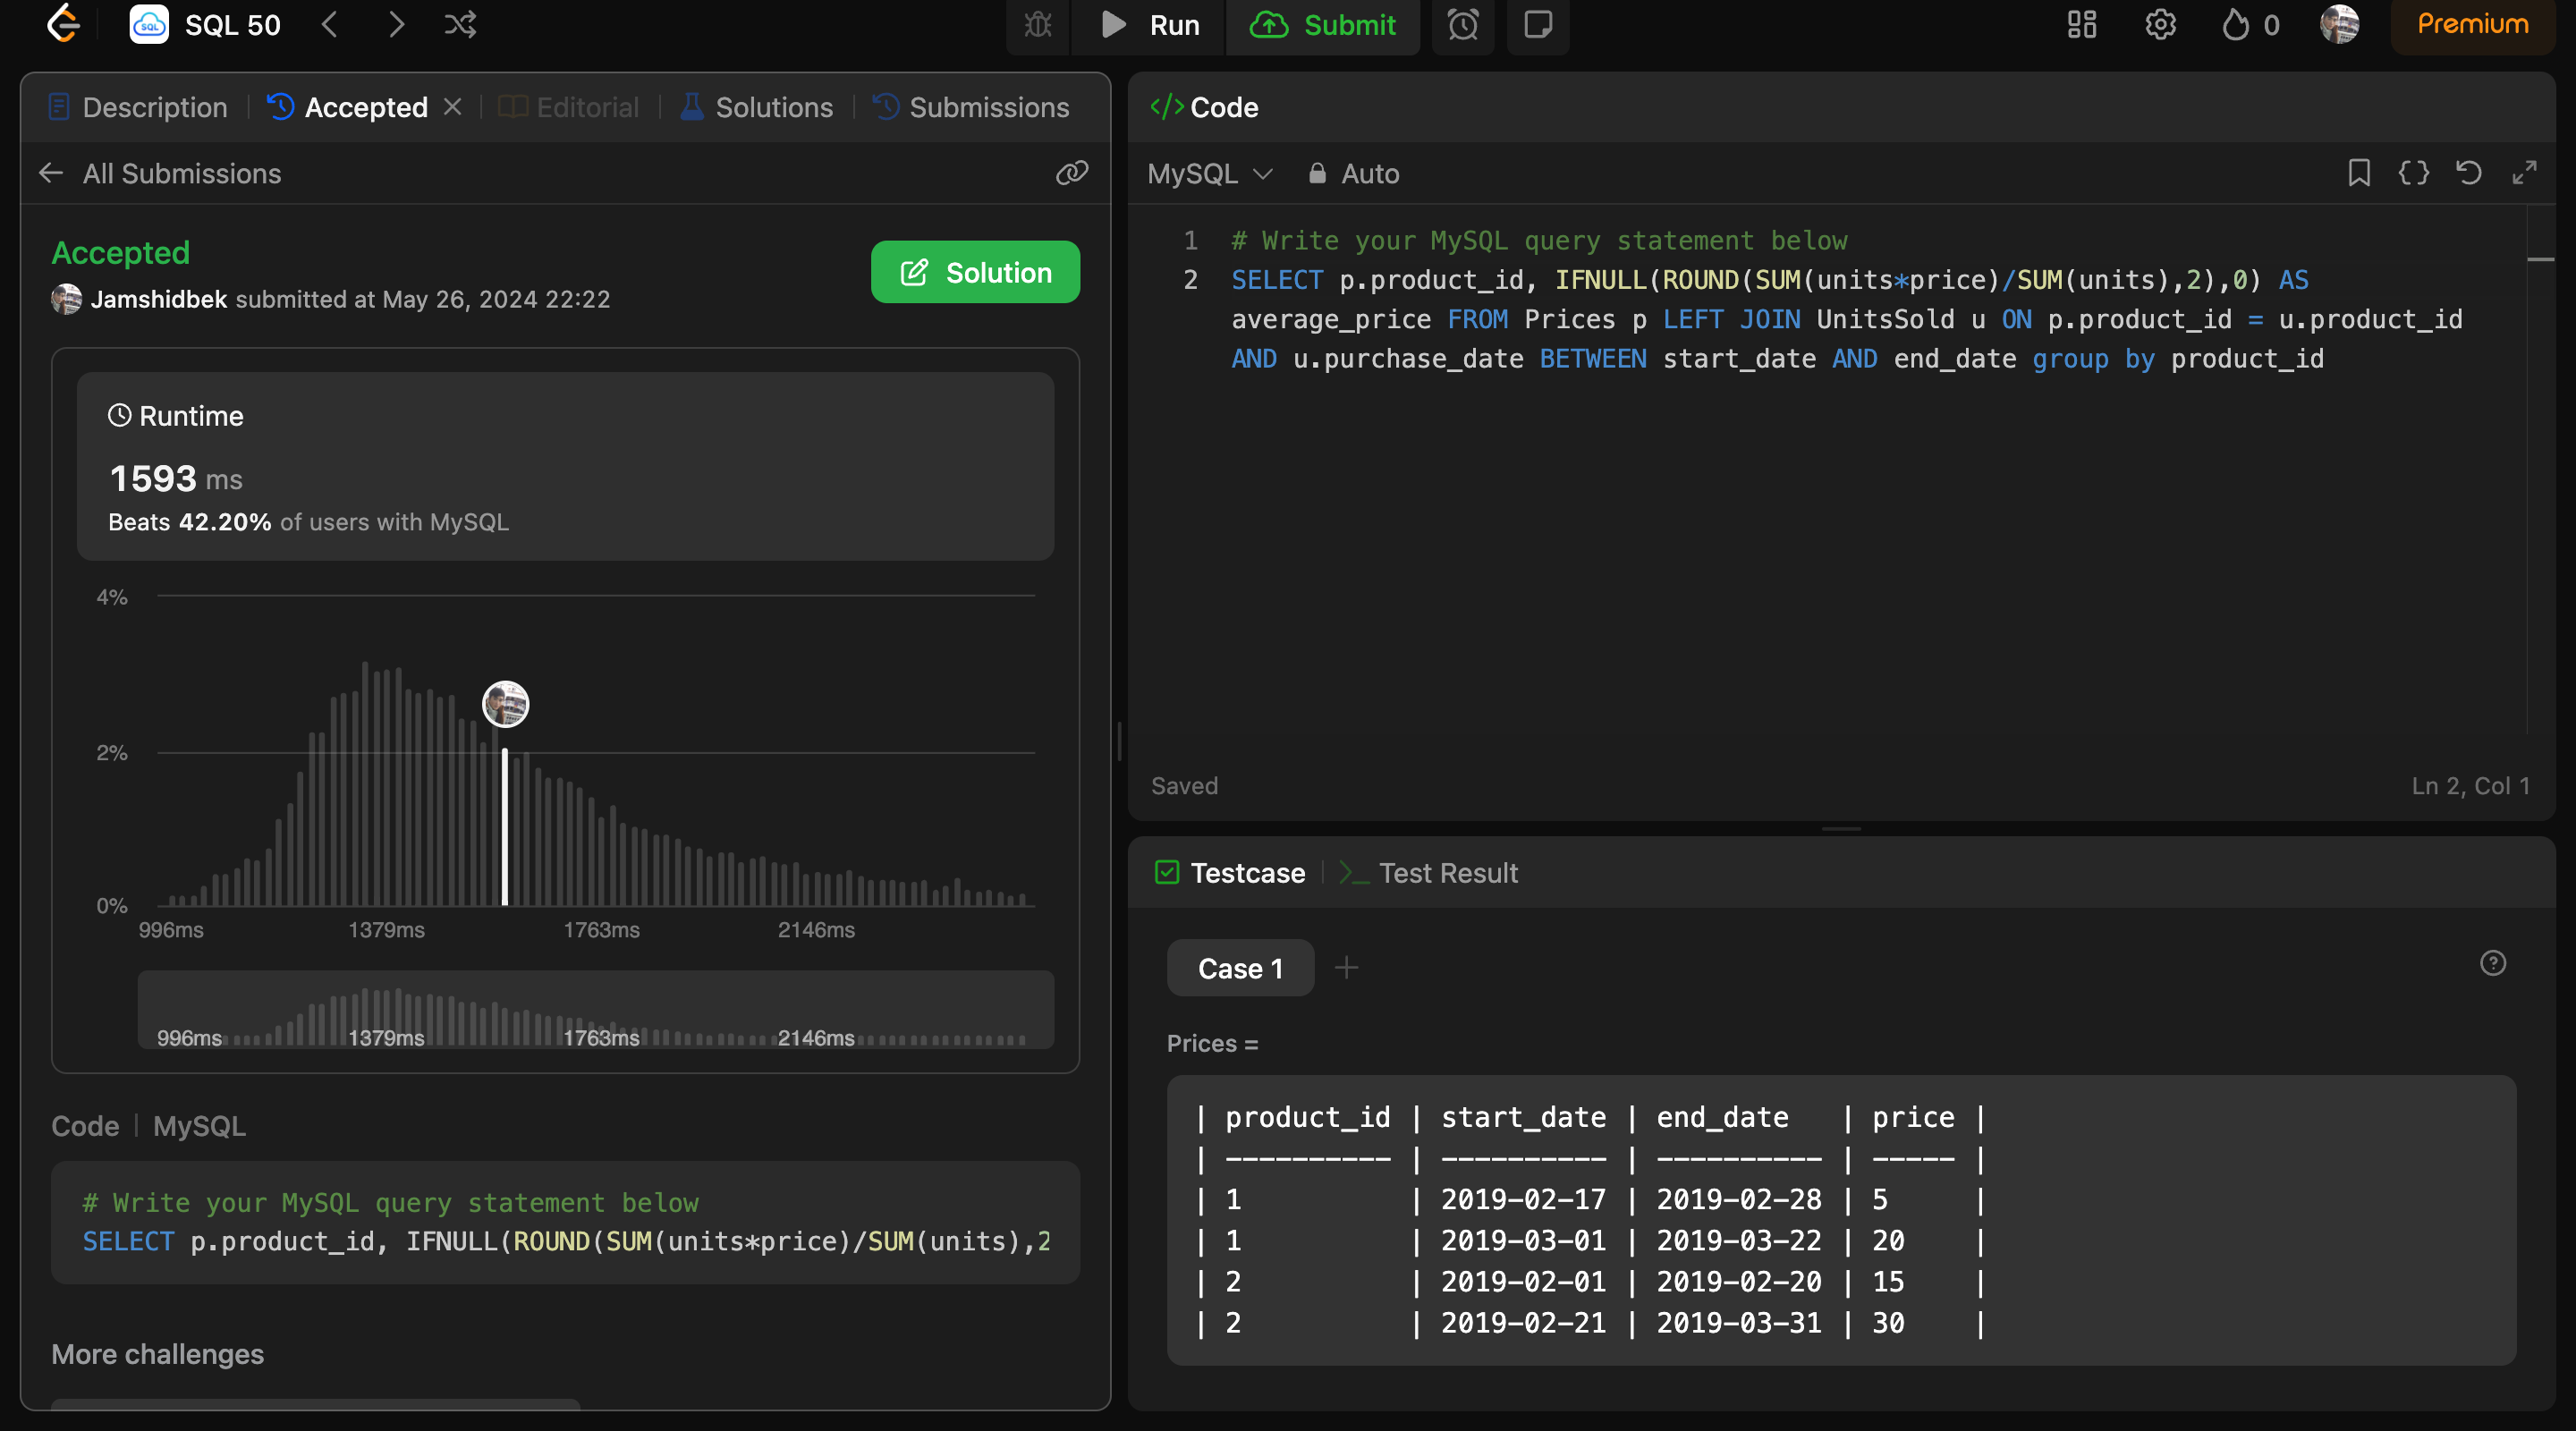 SQL 50
Run
Submit
0
Premium
Description
Accepted
Editorial
Solutions
Submissions
All Submissions
Accepted
Jamshidbek submitted at May 26, 2024 22:22
Solution
Runtime
1593 ms
Beats 42.20% of users with MySQL
4%
2%
0%
996ms 1379ms 1763ms 2146ms
996ms 1379ms 1763ms 2146ms
Code | MySQL
# Write your MySQL query statement below
SELECT p.product_id, IFNULL(ROUND(SUM(units*price)/SUM(units),2
More challenges
</> Code
MySQL
Auto
1 # Write your MySQL query statement below
2 SELECT p.product_id, IFNULL(ROUND(SUM(units*price)/SUM(units),2),0) AS
average_price FROM Prices p LEFT JOIN UnitsSold u ON p.product_id = u.product_id
AND u.purchase_date BETWEEN start_date AND end_date group by product_id
Saved
Ln 2, Col 1
Testcase
Test Result
Case 1
Prices =
| product_id | start_date | end_date   | price |
| ---------- | ---------- | ---------- | ----- |
| 1          | 2019-02-17 | 2019-02-28 | 5     |
| 1          | 2019-03-01 | 2019-03-22 | 20    |
| 2          | 2019-02-01 | 2019-02-20 | 15    |
| 2          | 2019-02-21 | 2019-03-31 | 30    |